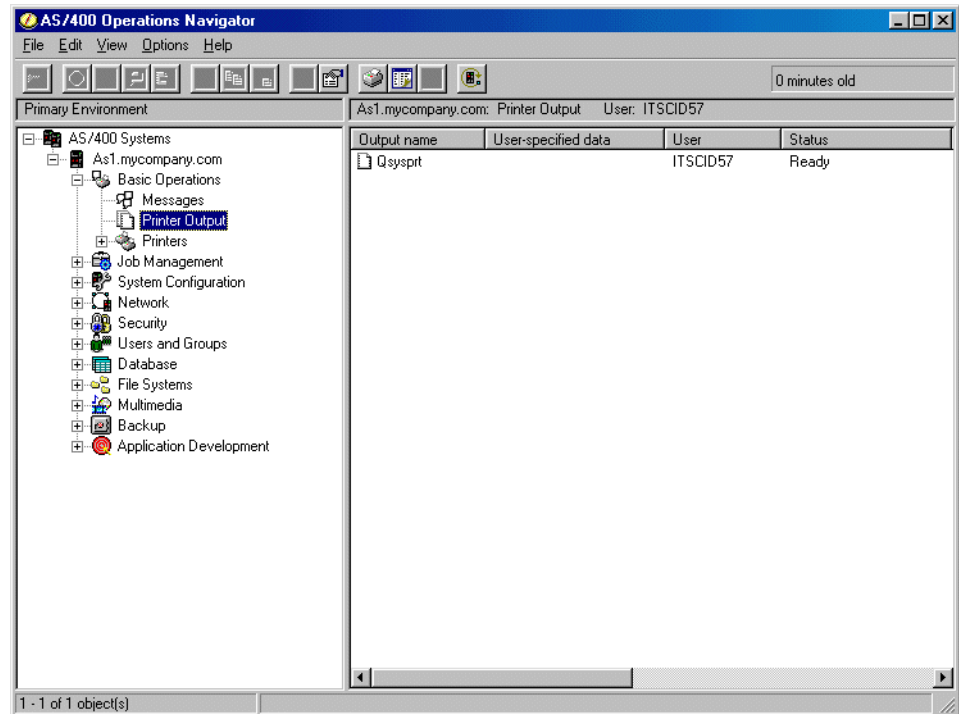 AS/400 Operations Navigator
File Edit View Options Help
0 minutes old
Primary Environment
As1.mycompany.com: Printer Output User: ITSCID57
AS/400 Systems
As1.mycompany.com
Basic Operations
Messages
Printer Output
Printers
Job Management
System Configuration
Network
Security
Users and Groups
Database
File Systems
Multimedia
Backup
Application Development
Output name User-specified data User Status
Qsysprt ITSCID57 Ready
1 - 1 of 1 object(s)